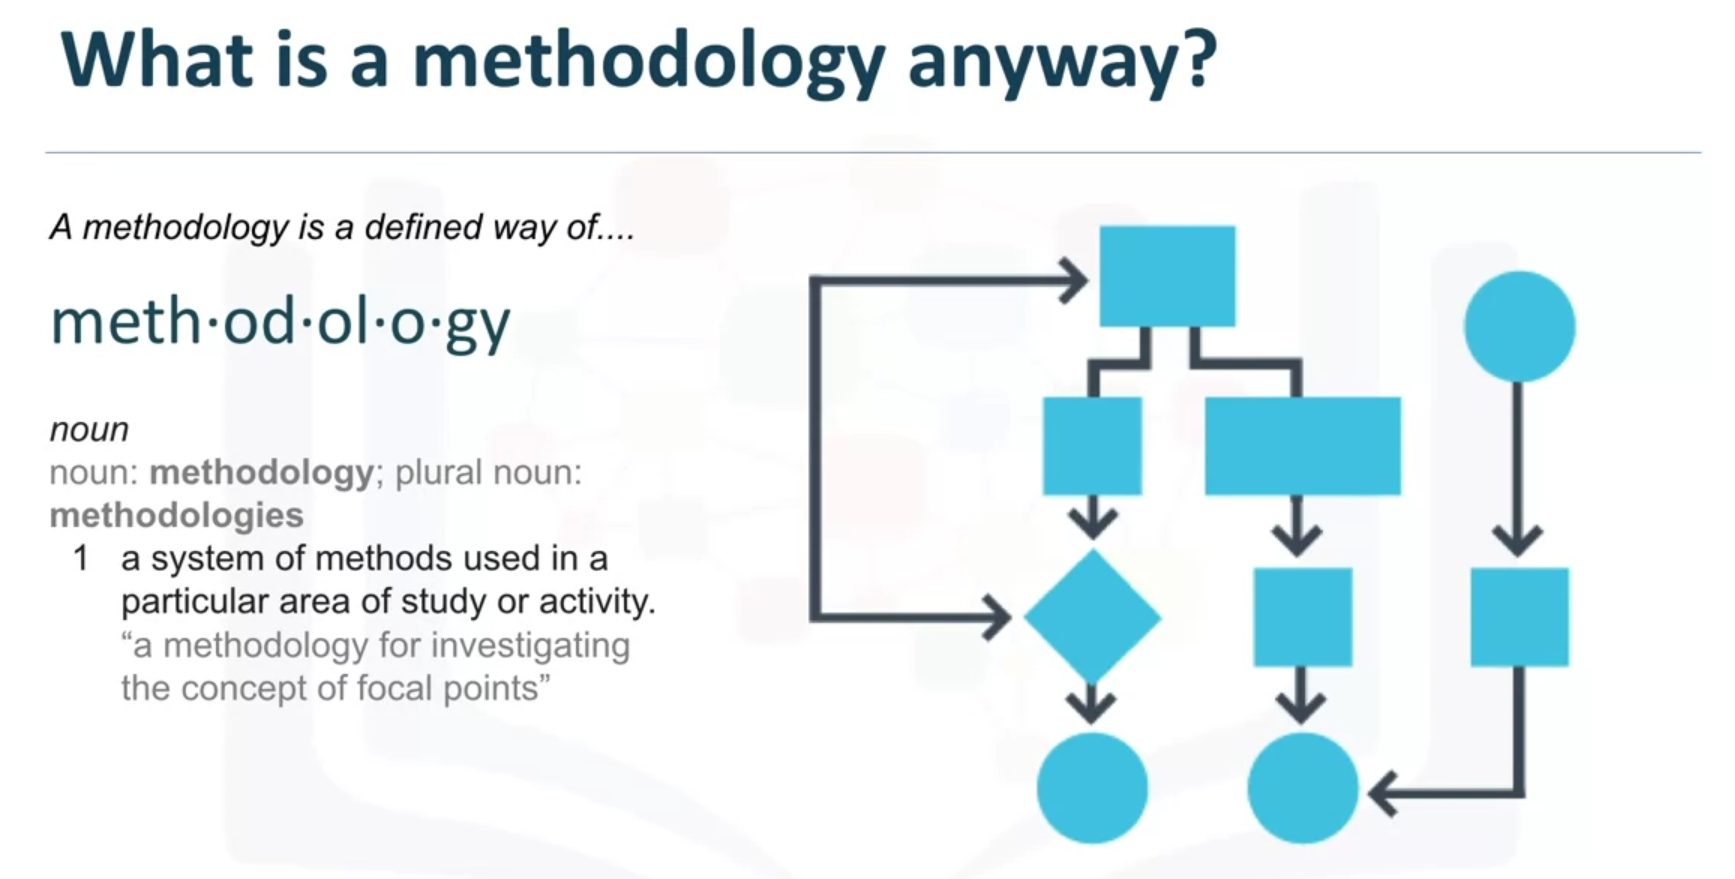 What is a methodology anyway?
A methodology is a defined way of....
meth·od·ol·o·gy
noun
noun: methodology; plural noun:
methodologies
1 a system of methods used in a
particular area of study or activity.
“a methodology for investigating
the concept of focal points”